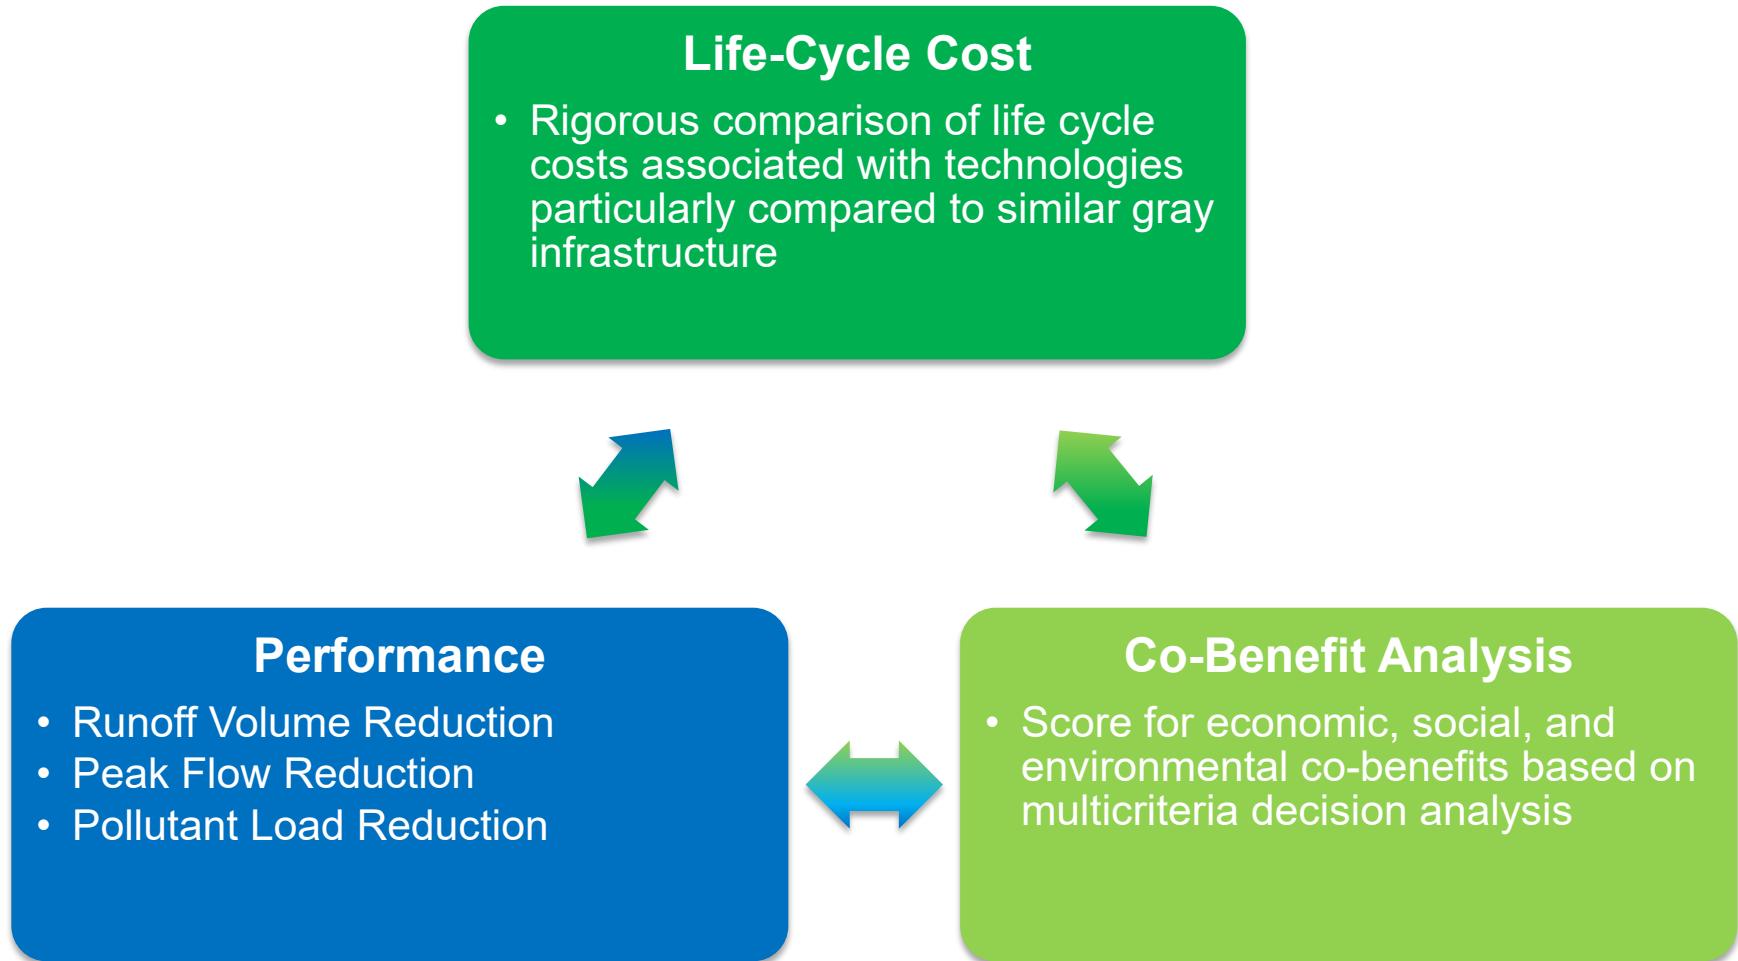 Life-Cycle Cost
• Rigorous comparison of life cycle
costs associated with technologies
particularly compared to similar gray
infrastructure
Performance
• Runoff Volume Reduction
• Peak Flow Reduction
• Pollutant Load Reduction
Co-Benefit Analysis
• Score for economic, social, and
environmental co-benefits based on
multicriteria decision analysis